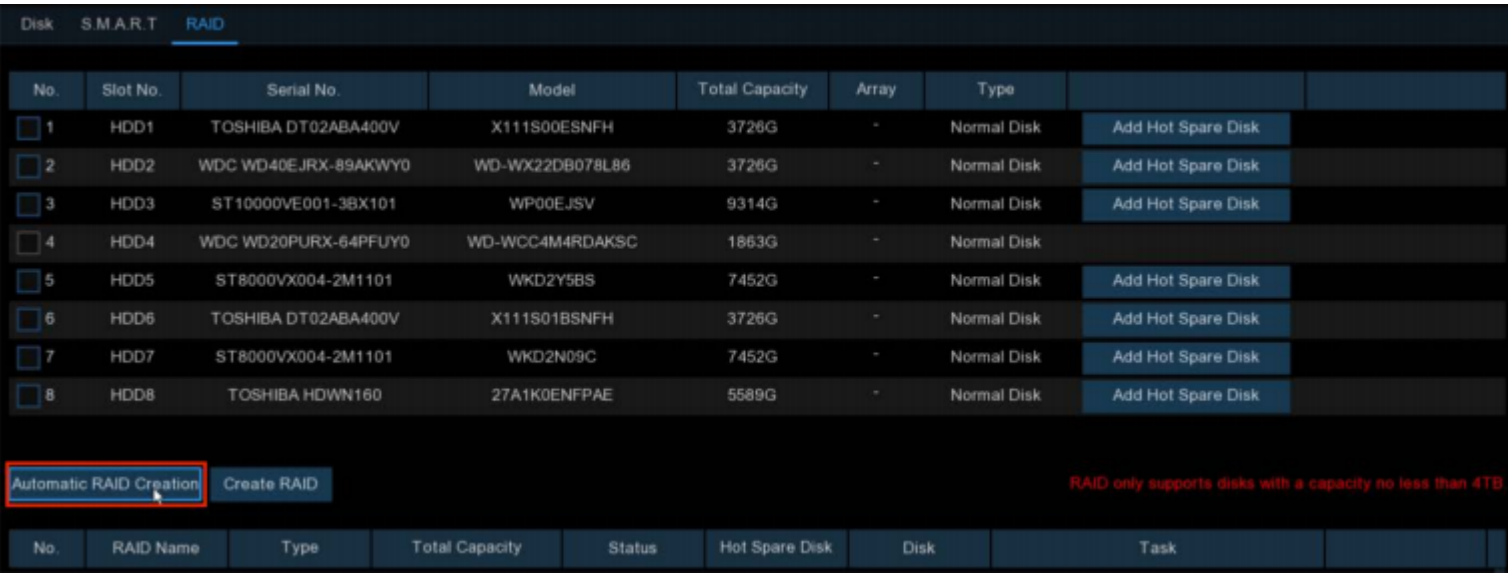 Disk S.M.A.R.T RAID
No. Slot No. Serial No. Model Total Capacity Array Type
1 HDD1 TOSHIBA DT02ABA400V X111S00ESNFH 3726G - Normal Disk Add Hot Spare Disk
2 HDD2 WDC WD40EJRX-89AKWY0 WD-WX22DB078L86 3726G - Normal Disk Add Hot Spare Disk
3 HDD3 ST10000VE001-3BX101 WP00EJSV 9314G - Normal Disk Add Hot Spare Disk
4 HDD4 WDC WD20PURX-64PFUY0 WD-WCC4M4RDAKSC 1863G - Normal Disk
5 HDD5 ST8000VX004-2M1101 WKD2Y5BS 7452G - Normal Disk Add Hot Spare Disk
6 HDD6 TOSHIBA DT02ABA400V X111S01BSNFH 3726G - Normal Disk Add Hot Spare Disk
7 HDD7 ST8000VX004-2M1101 WKD2N09C 7452G - Normal Disk Add Hot Spare Disk
8 HDD8 TOSHIBA HDWN160 27A1K0ENFPAE 5589G - Normal Disk Add Hot Spare Disk
Automatic RAID Creation Create RAID RAID only supports disks with a capacity no less than 4TB
No. RAID Name Type Total Capacity Status Hot Spare Disk Disk Task